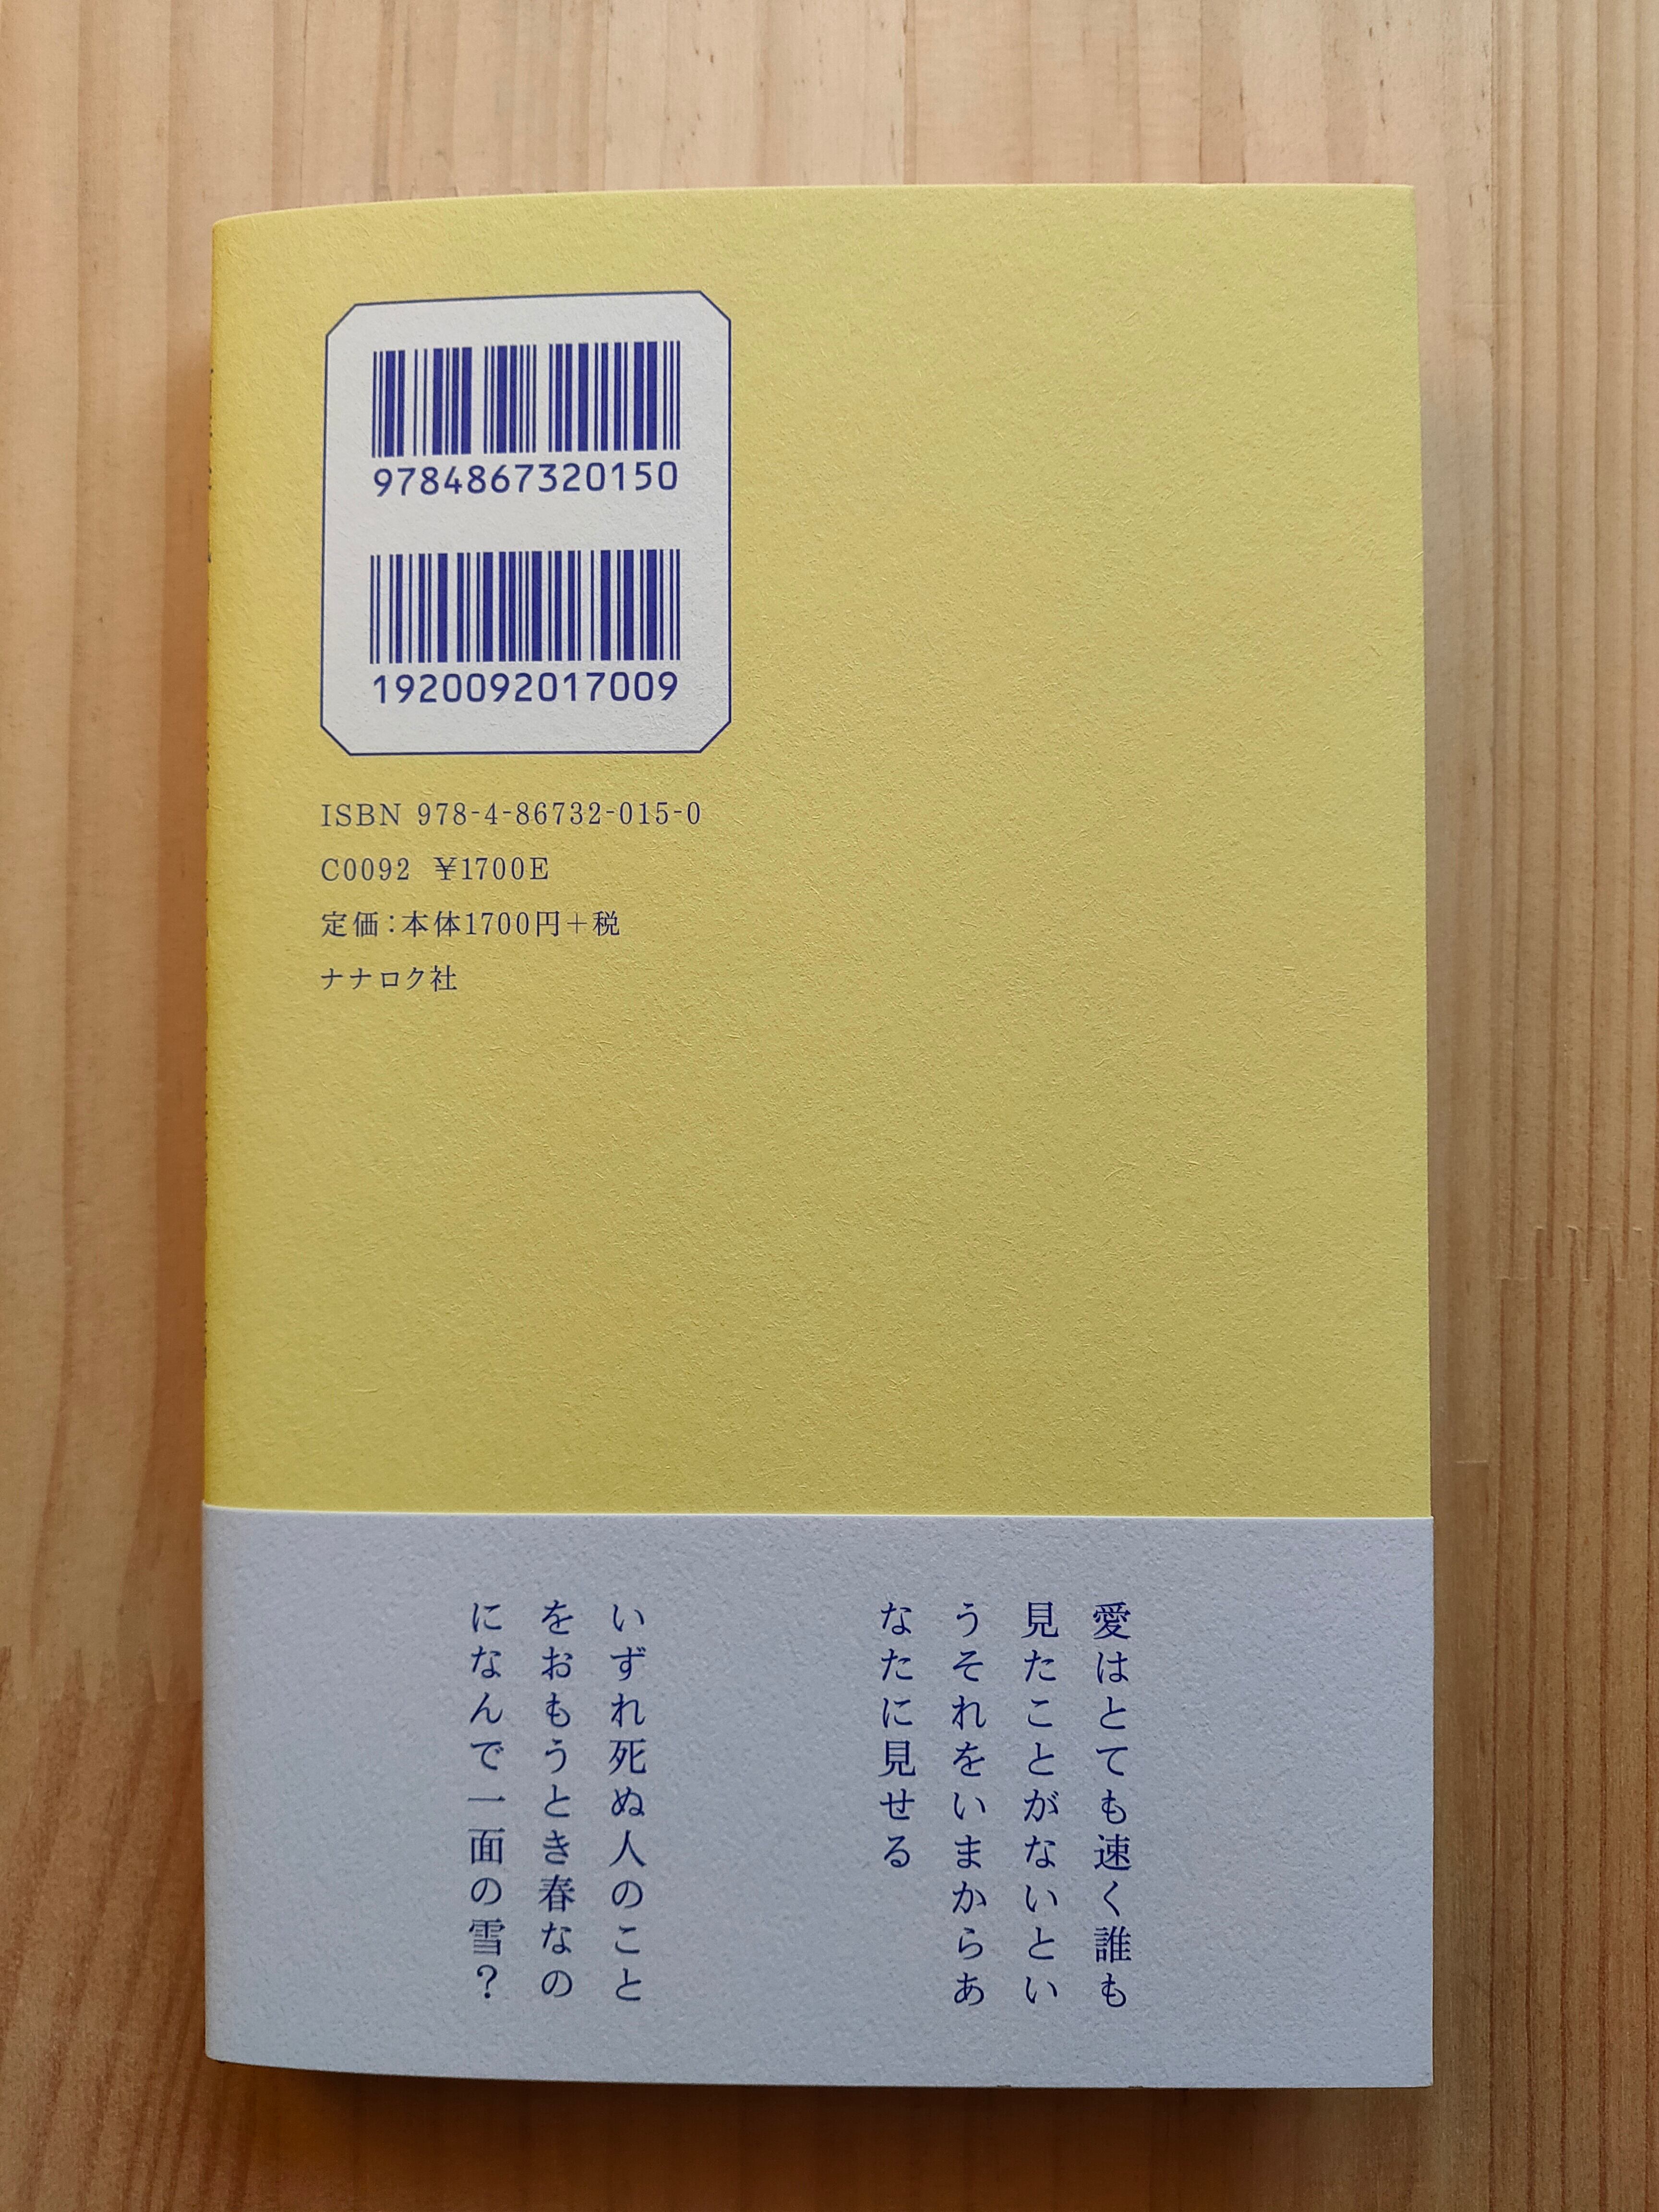 9784867320150
1920092017009
ISBN 978-4-86732-015-0
C0092 ¥1700E
定価：本体1700円＋税
ナナロク社
愛はとても速く誰も
見たことがないとい
うそれをいまからあ
なたに見せる
いずれ死ぬ人のこと
をおもうとき春なの
になんで一面の雪？